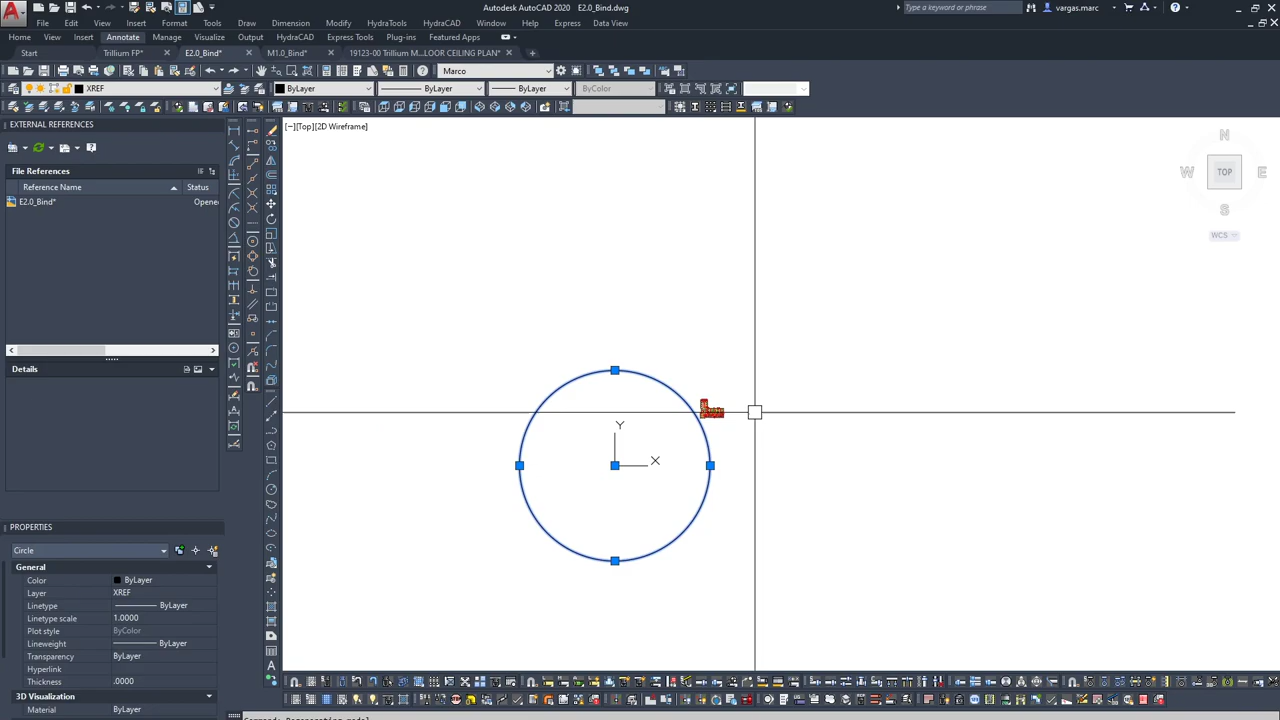 Autodesk AutoCAD 2020 E2.0_Bind.dwg
Type a keyword or phrase
vargas.marc
File Edit View Insert Format Tools Draw Dimension Modify HydraTools HydraCAD Window Help Express Data View
Home Insert Annotate Manage Visualize View Output HydraCAD Express Tools Plug-ins Featured Apps
Start Trillium FP* E2.0_Bind* M1.0_Bind* 19123-00 Trillium M...LOOR CEILING PLAN*
Marco
XREF ByLayer ByLayer ByLayer ByColor
EXTERNAL REFERENCES
[−][Top][2D Wireframe]
File References
Reference Name Status
E2.0_Bind* Opene
N
W TOP E
S
WCS
Details
Y
X
PROPERTIES
Circle
General
Color ByLayer
Layer XREF
Linetype ByLayer
Linetype scale 1.0000
Plot style ByColor
Lineweight ByLayer
Transparency ByLayer
Hyperlink
Thickness .0000
3D Visualization
Material ByLayer